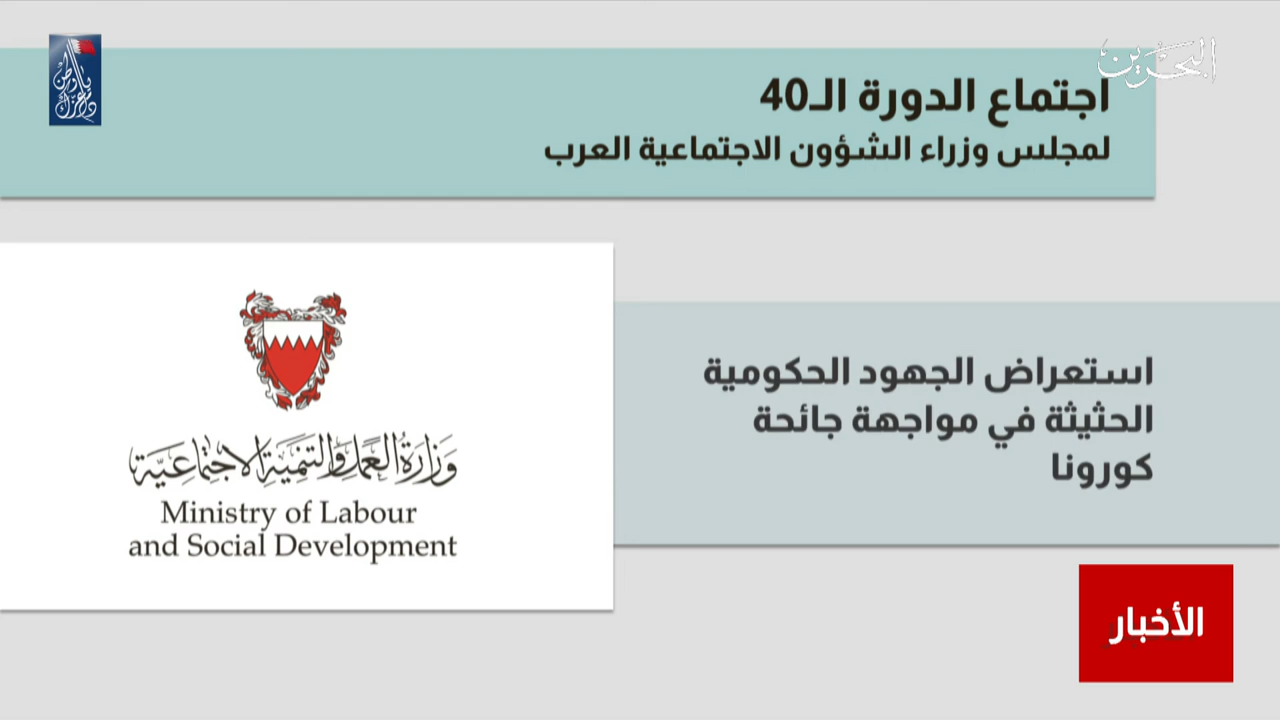 البحرين
اجتماع الدورة الـ40
لمجلس وزراء الشؤون الاجتماعية العرب
استعراض الجهود الحكومية
الحثيثة في مواجهة جائحة
كورونا
وزارة العمل والتنمية الاجتماعية
Ministry of Labour
and Social Development
الأخبار